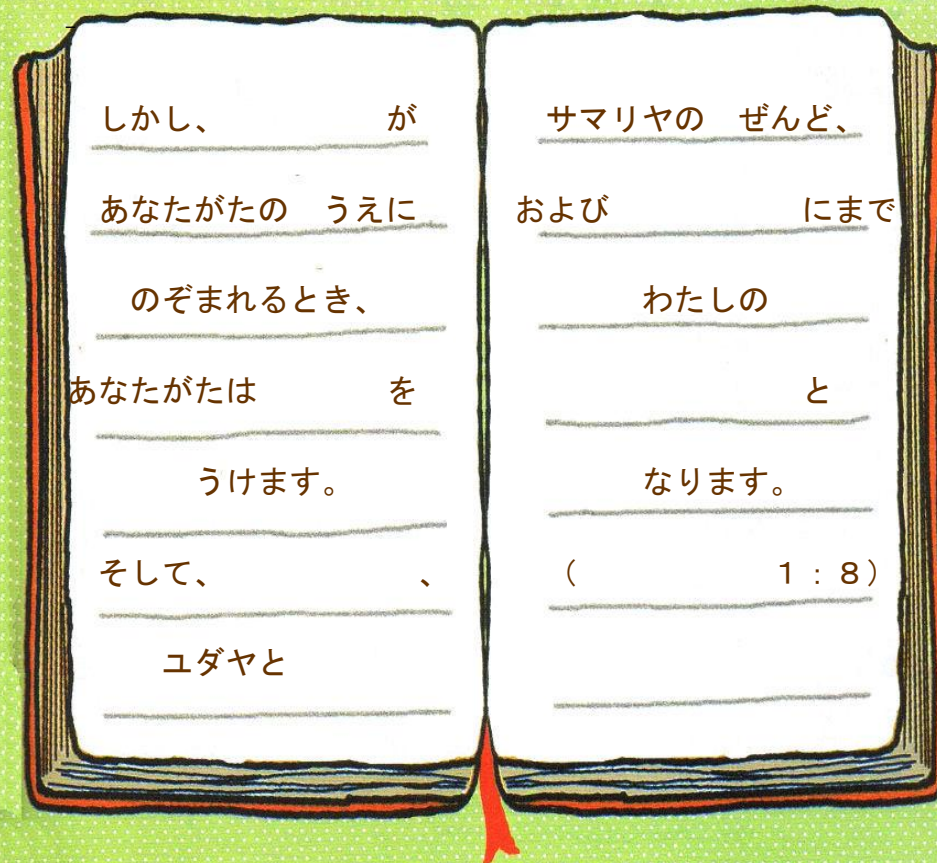 しかし、　　　　　が
あなたがたの　うえに
のぞまれるとき、
あなたがたは　　　　を
うけます。
そして、　　　　　　、
ユダヤと
サマリヤの　ぜんど、
および　　　　　　にまで
わたしの
と
なります。
（　　　　　　１：８）